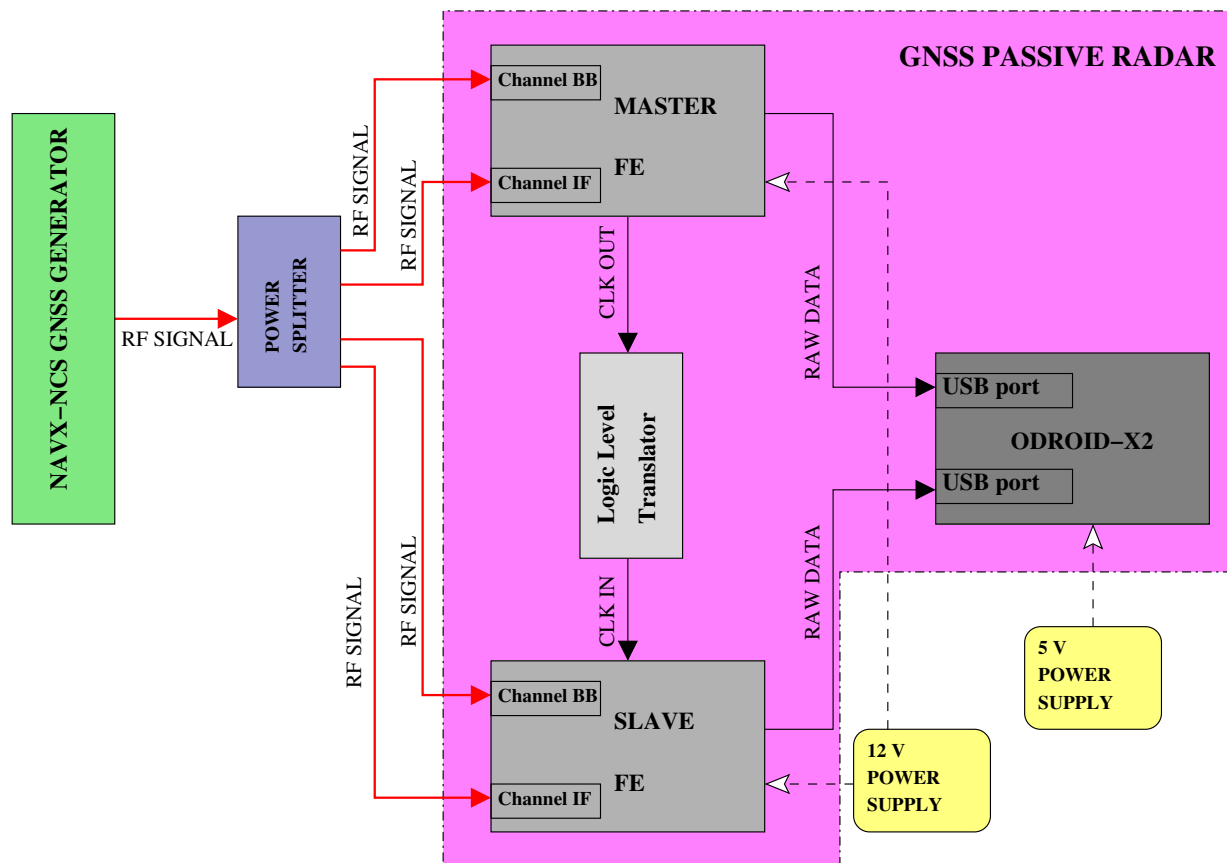 GNSS PASSIVE RADAR
NAVX−NCS GNSS GENERATOR
RF SIGNAL
POWER
SPLITTER
RF SIGNAL
RF SIGNAL
RF SIGNAL
RF SIGNAL
Channel BB
MASTER
FE
Channel IF
CLK OUT
Logic Level
Translator
CLK IN
Channel BB
SLAVE
FE
Channel IF
RAW DATA
RAW DATA
USB port
ODROID−X2
USB port
5 V
POWER
SUPPLY
12 V
POWER
SUPPLY